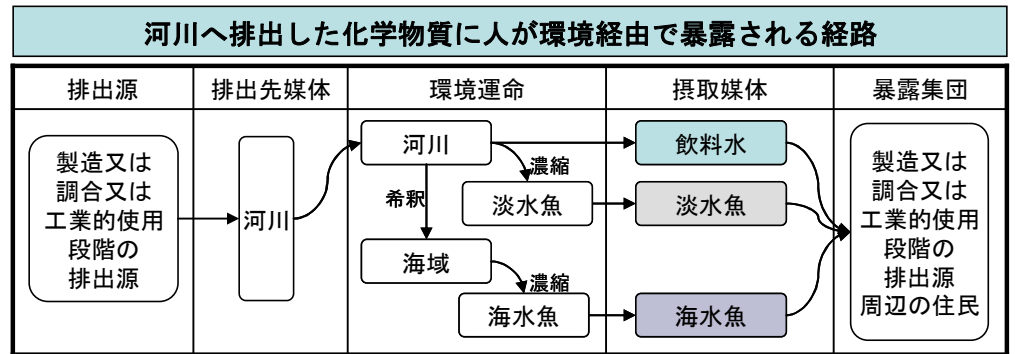 河川へ排出した化学物質に人が環境経由で暴露される経路
排出源
排出先媒体
環境運命
摂取媒体
暴露集団
製造又は
調合又は
工業的使用
段階の
排出源
河川
河川
濃縮
希釈
淡水魚
海域
濃縮
海水魚
飲料水
淡水魚
海水魚
製造又は
調合又は
工業的使用
段階の
排出源
周辺の住民